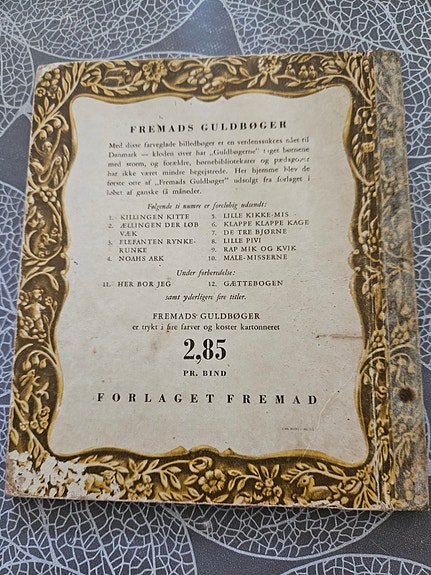 FREMADS GULDBØGER
Med disse farveglade billedbøger er en verdenssukces nået til
Danmark — kloden over har „Guldbøgerne" taget børnene
med storm, og forældre, børnebibliotekarer og pædagoger
har ikke været mindre begejstrede. Her hjemme blev de
første otte af „Fremads Guldbøger" udsolgt fra forlaget i
løbet af ganske få måneder.
Følgende ti numre er foreløbig udsendt:
1. KILLINGEN KITTE
2. ÆLLINGEN DER LØB
VÆK
3. ELEFANTEN RYNKE-
RUNKE
4. NOAHS ARK
5. LILLE KIKKE-MIS
6. KLAPPE KLAPPE KAGE
7. DE TRE BJØRNE
8. LILLE PIVI
9. RAP MIK OG KVIK
10. MALE-MISSERNE
Under forberedelse:
11. HER BOR JEG
12. GÆTTEBOGEN
samt yderligere fire titler.
FREMADS GULDBØGER
er trykt i fire farver og koster kartonneret
2,85
PR. BIND
FORLAGET FREMAD